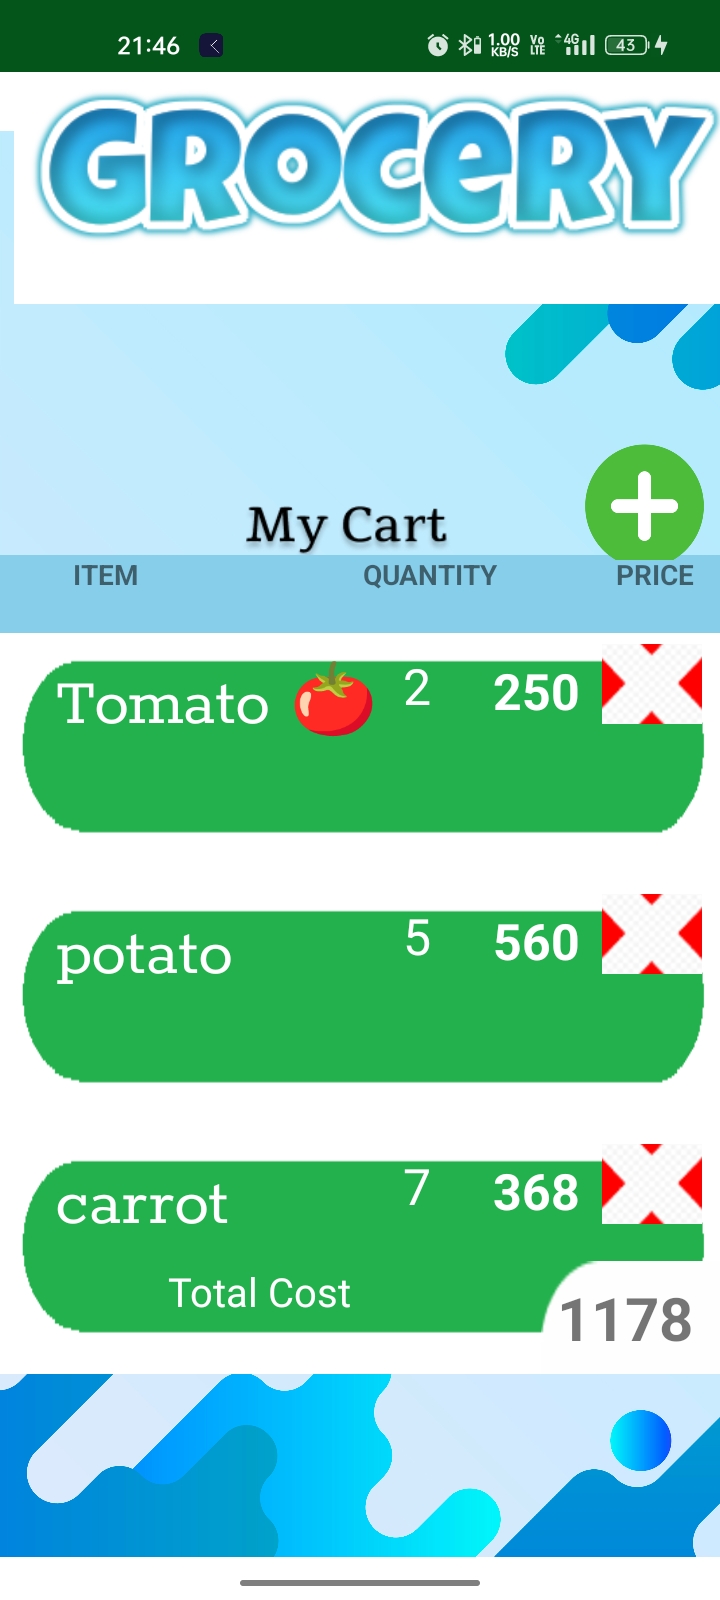 21:46 1.00 KB/S Vo LTE 4G 43
GROCERY
My Cart
ITEM QUANTITY PRICE
Tomato 🍅 2 250
potato 5 560
carrot 7 368
Total Cost 1178